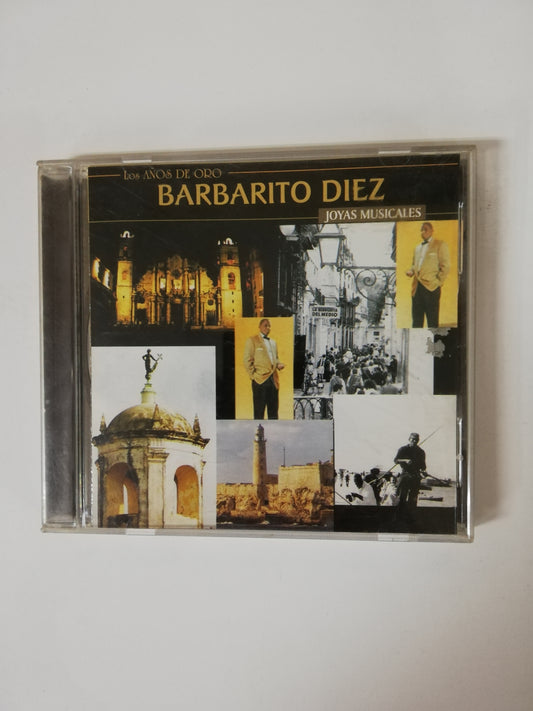 Los AÑOS DE ORO
BARBARITO DIEZ
JOYAS MUSICALES
LA BODEGUITA
DEL MEDIO